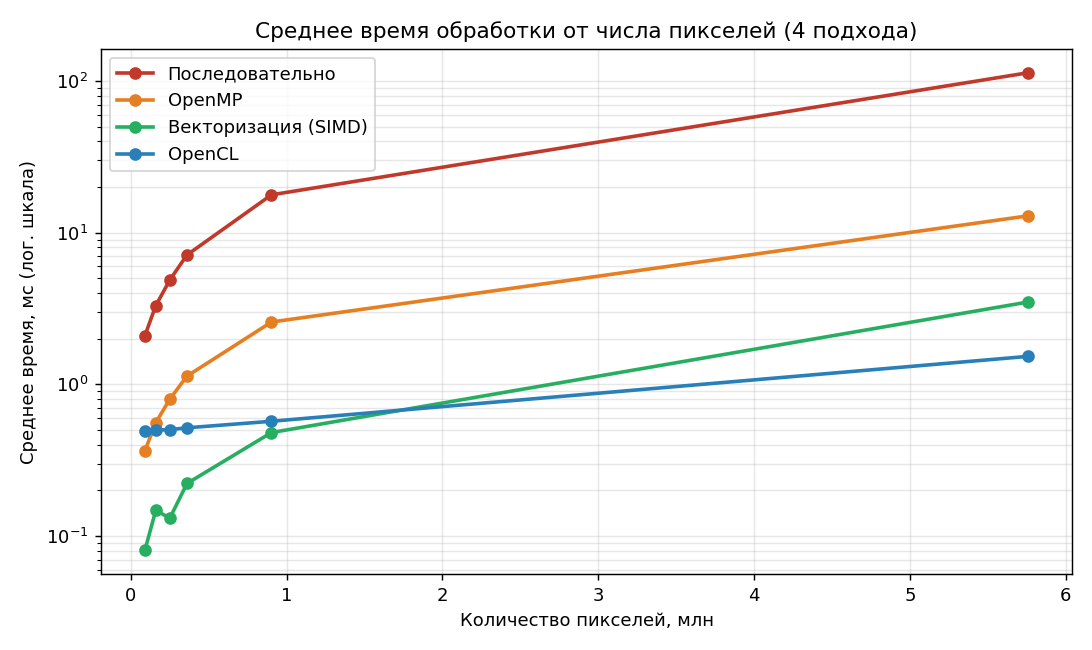 Среднее время обработки от числа пикселей (4 подхода)
Последовательно
OpenMP
Векторизация (SIMD)
OpenCL
Среднее время, мс (лог. шкала)
10²
10¹
10⁰
10⁻¹
0 1 2 3 4 5 6
Количество пикселей, млн